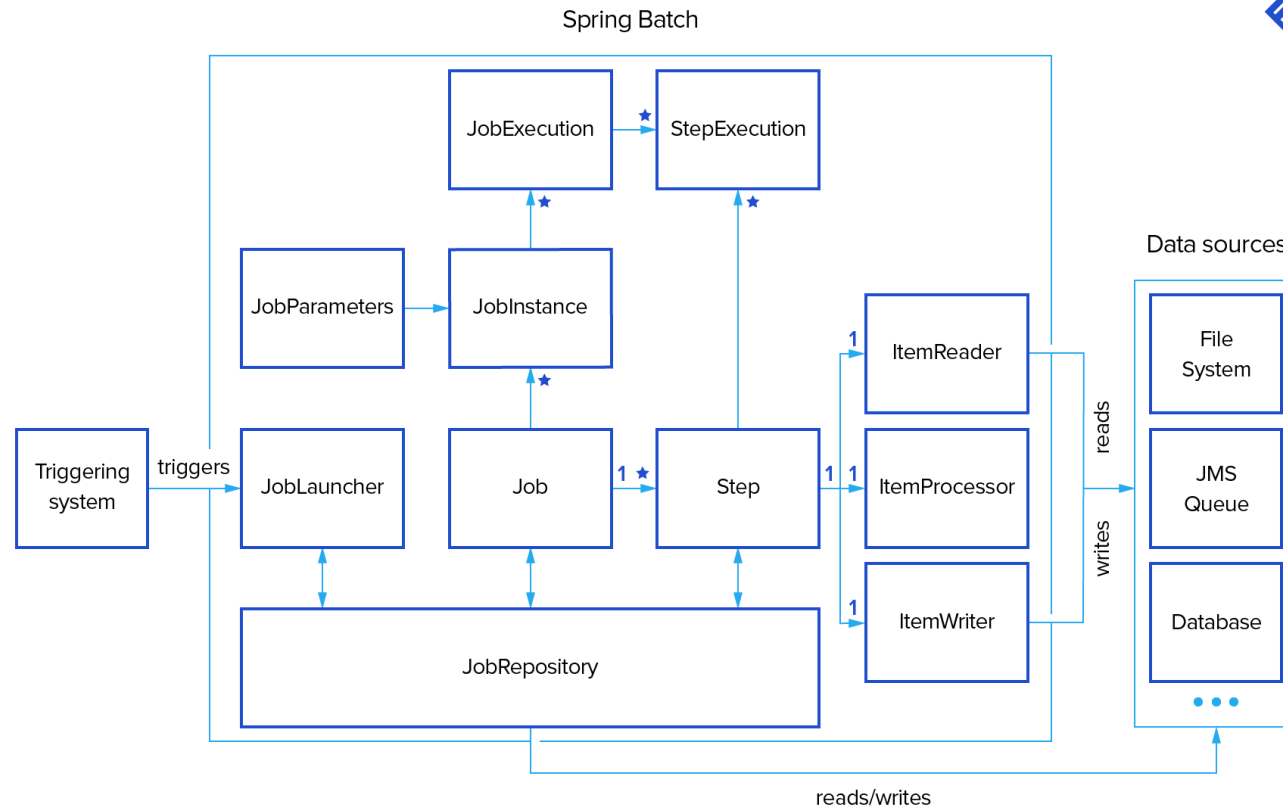 Spring Batch
JobExecution
StepExecution
Data sources
JobParameters
JobInstance
ItemReader
File
System
Triggering
system
triggers
JobLauncher
Job
Step
ItemProcessor
JMS
Queue
ItemWriter
Database
JobRepository
1
1
1
1
1
reads
writes
reads/writes